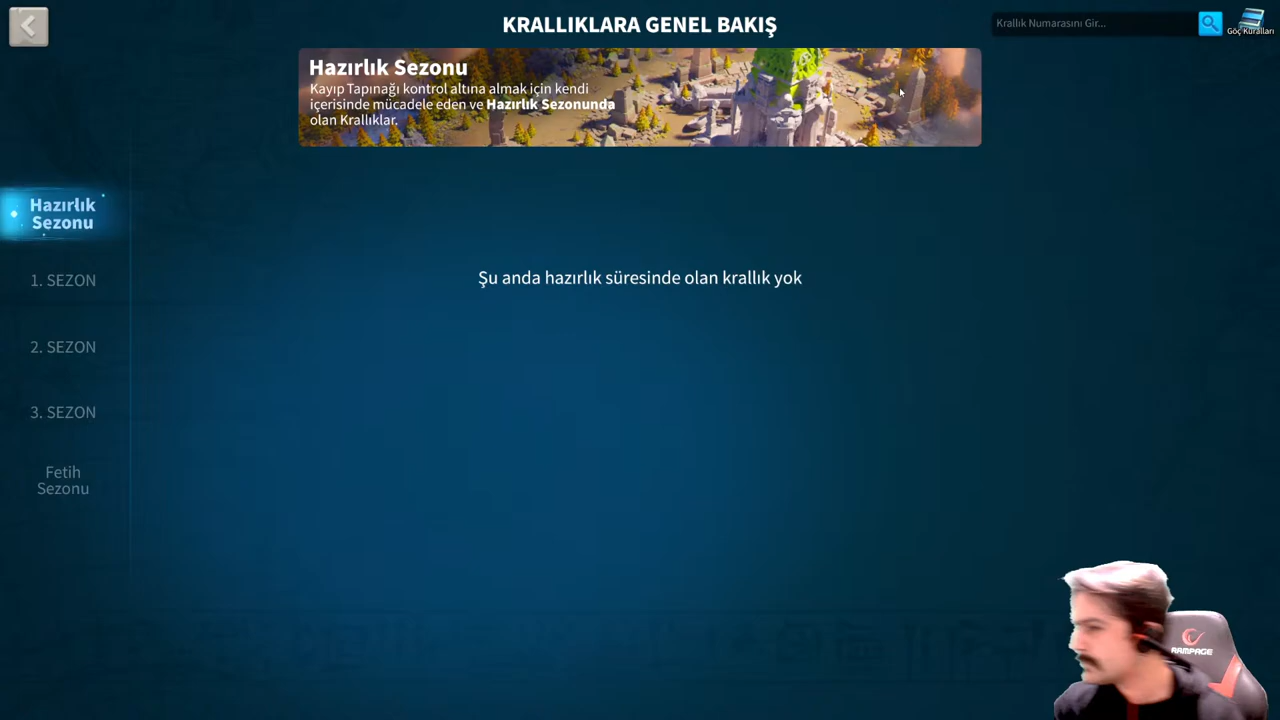 KRALLIKLARA GENEL BAKIŞ
Krallık Numarasını Gir...
Göç Kuralları
Hazırlık Sezonu
Kayıp Tapınağı kontrol altına almak için kendi
içerisinde mücadele eden ve Hazırlık Sezonunda
olan Krallıklar.
Hazırlık
Sezonu
1. SEZON
2. SEZON
3. SEZON
Fetih
Sezonu
Şu anda hazırlık süresinde olan krallık yok
RAMPAGE